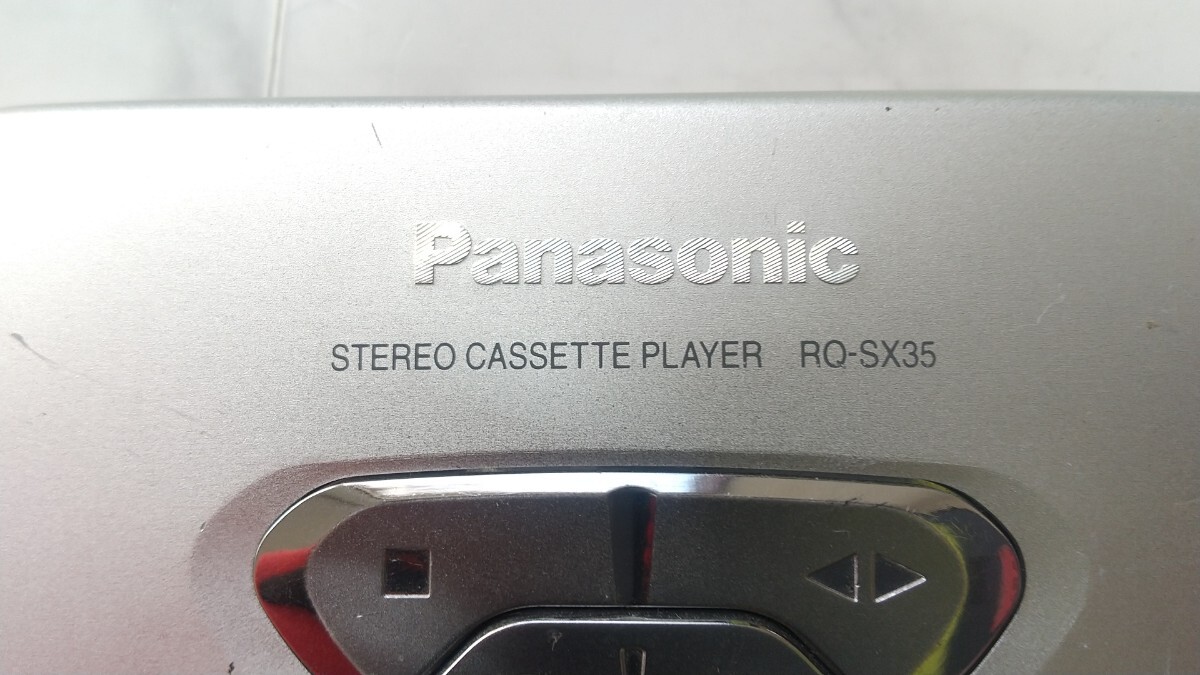 Panasonic
STEREO CASSETTE PLAYER RQ-SX35